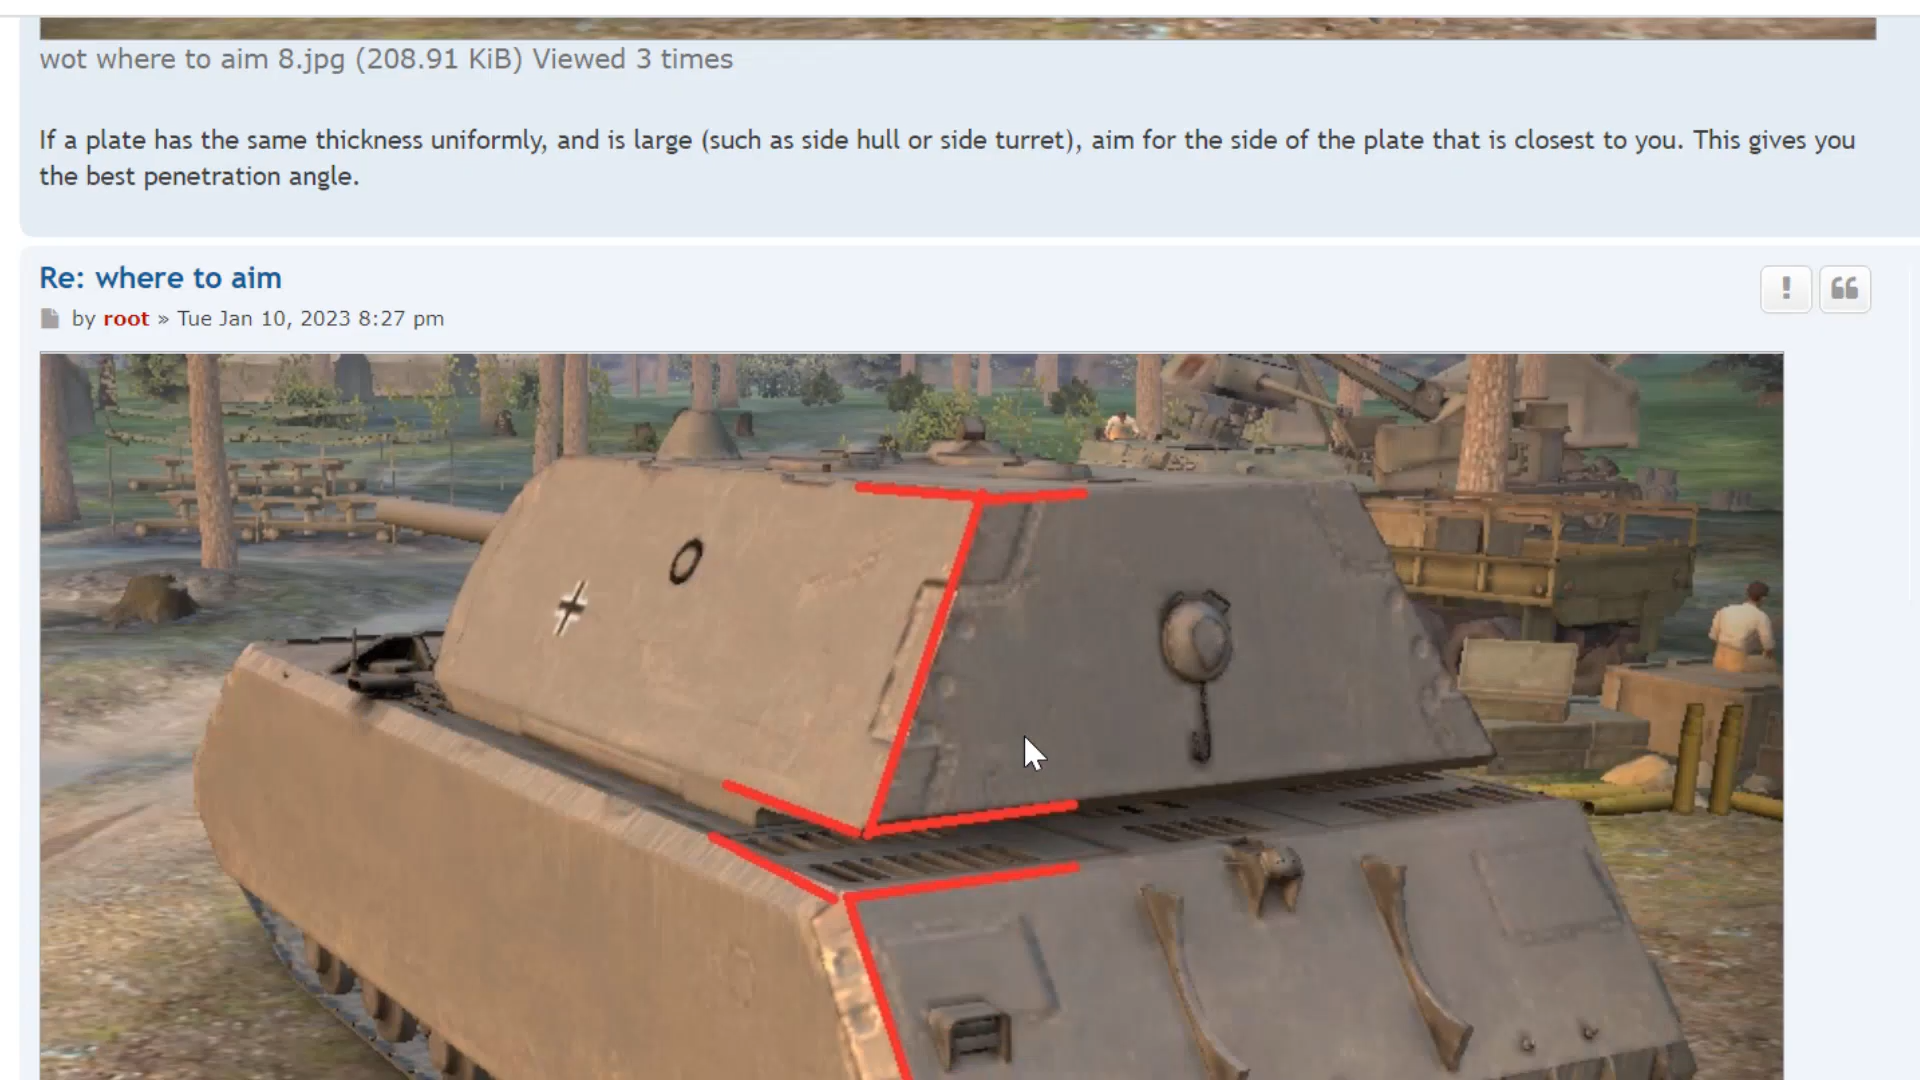 wot where to aim 8.jpg (208.91 KiB) Viewed 3 times
If a plate has the same thickness uniformly, and is large (such as side hull or side turret), aim for the side of the plate that is closest to you. This gives you
the best penetration angle.
Re: where to aim
by root » Tue Jan 10, 2023 8:27 pm